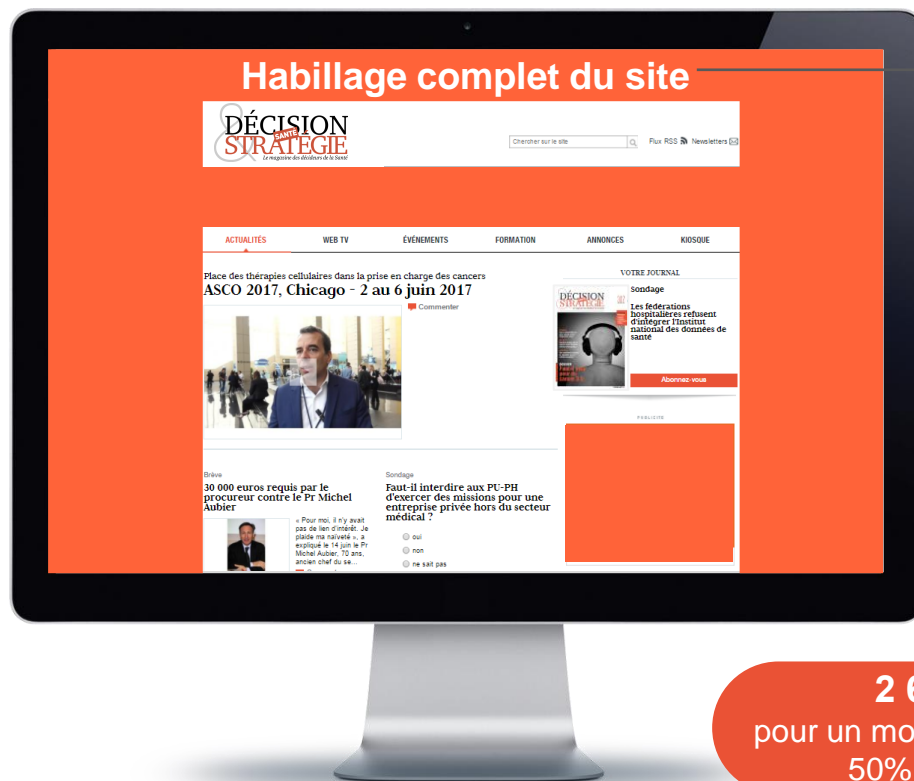 Habillage complet du site
DÉCISION
SANTÉ
& STRATÉGIE
Le magazine des décideurs de la Santé
Chercher sur le site
Flux RSS
Newsletters
ACTUALITÉS
WEB TV
ÉVÉNEMENTS
FORMATION
ANNONCES
KIOSQUE
Place des thérapies cellulaires dans la prise en charge des cancers
ASCO 2017, Chicago - 2 au 6 juin 2017
Commenter
VOTRE JOURNAL
DÉCISION
STRATÉGIE
Sondage
Les fédérations
hospitalières refusent
d'intégrer l'Institut
national des données de
santé
Abonnez-vous
PUBLICITÉ
Brève
30 000 euros requis par le
procureur contre le Pr Michel
Aubier
« Pour moi, il n'y avait
pas de lien d'intérêt. Je
plaide ma naïveté », a
expliqué le 14 juin le Pr
Michel Aubier, 70 ans,
ancien chef du se...
Sondage
Faut-il interdire aux PU-PH
d'exercer des missions pour une
entreprise privée hors du secteur
médical ?
oui
non
ne sait pas
2 6
pour un mo
50%